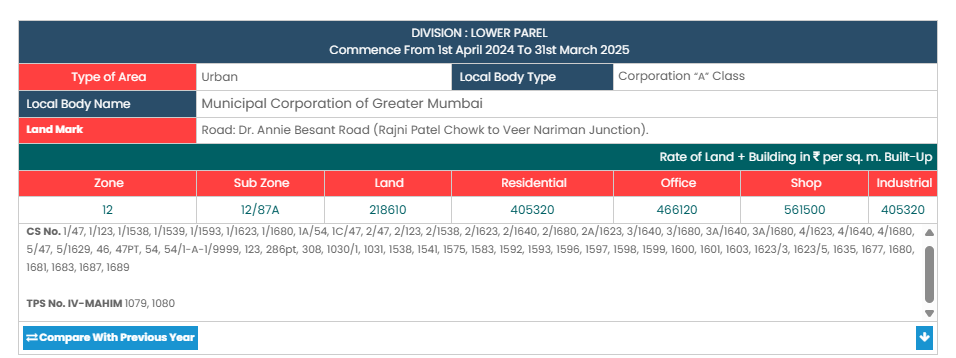 DIVISION : LOWER PAREL
Commence From 1st April 2024 To 31st March 2025
Type of Area Urban Local Body Type Corporation “A” Class
Local Body Name Municipal Corporation of Greater Mumbai
Land Mark Road: Dr. Annie Besant Road (Rajni Patel Chowk to Veer Nariman Junction).
Rate of Land + Building in ₹ per sq. m. Built-Up
Zone Sub Zone Land Residential Office Shop Industrial
12 12/87A 218610 405320 466120 561500 405320
CS No. 1/47, 1/123, 1/1538, 1/1539, 1/1593, 1/1623, 1/1680, 1A/54, 1C/47, 2/47, 2/123, 2/1538, 2/1623, 2/1640, 2/1680, 2A/1623, 3/1640, 3/1680, 3A/1640, 3A/1680, 4/1623, 4/1640, 4/1680,
5/47, 5/1629, 46, 47PT, 54, 54/1-A-1/9999, 123, 286pt, 308, 1030/1, 1031, 1538, 1541, 1575, 1583, 1592, 1593, 1596, 1597, 1598, 1599, 1600, 1601, 1603, 1623/3, 1623/5, 1635, 1677, 1680,
1681, 1683, 1687, 1689
TPS No. IV-MAHIM 1079, 1080
Compare With Previous Year